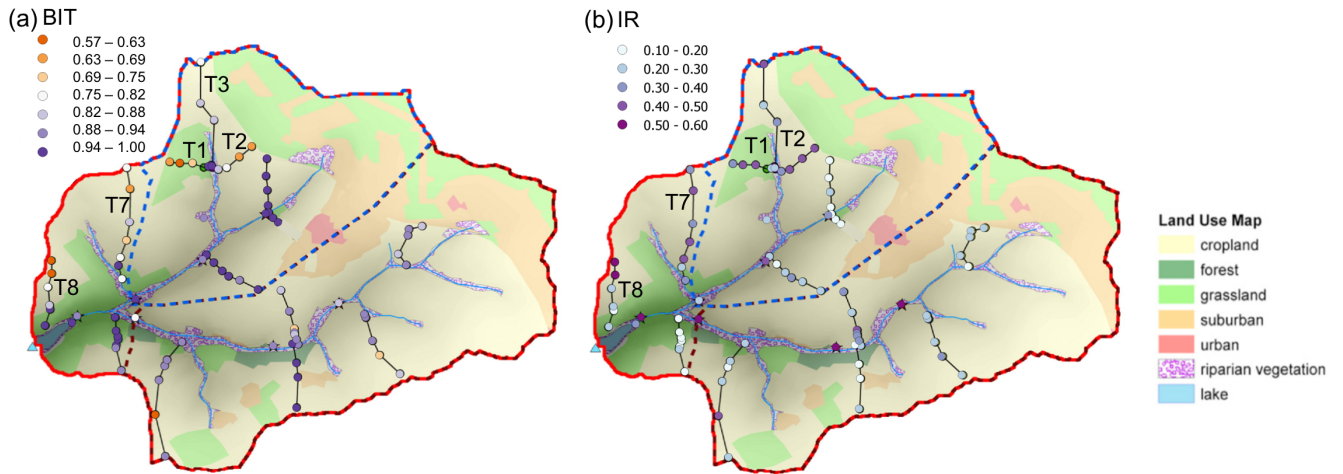 (a) BIT
0.57 – 0.63
0.63 – 0.69
0.69 – 0.75
0.75 – 0.82
0.82 – 0.88
0.88 – 0.94
0.94 – 1.00
T3
T2
T1
T7
T8
(b) IR
0.10 - 0.20
0.20 - 0.30
0.30 - 0.40
0.40 - 0.50
0.50 - 0.60
T2
T1
T7
T8
Land Use Map
cropland
forest
grassland
suburban
urban
riparian vegetation
lake